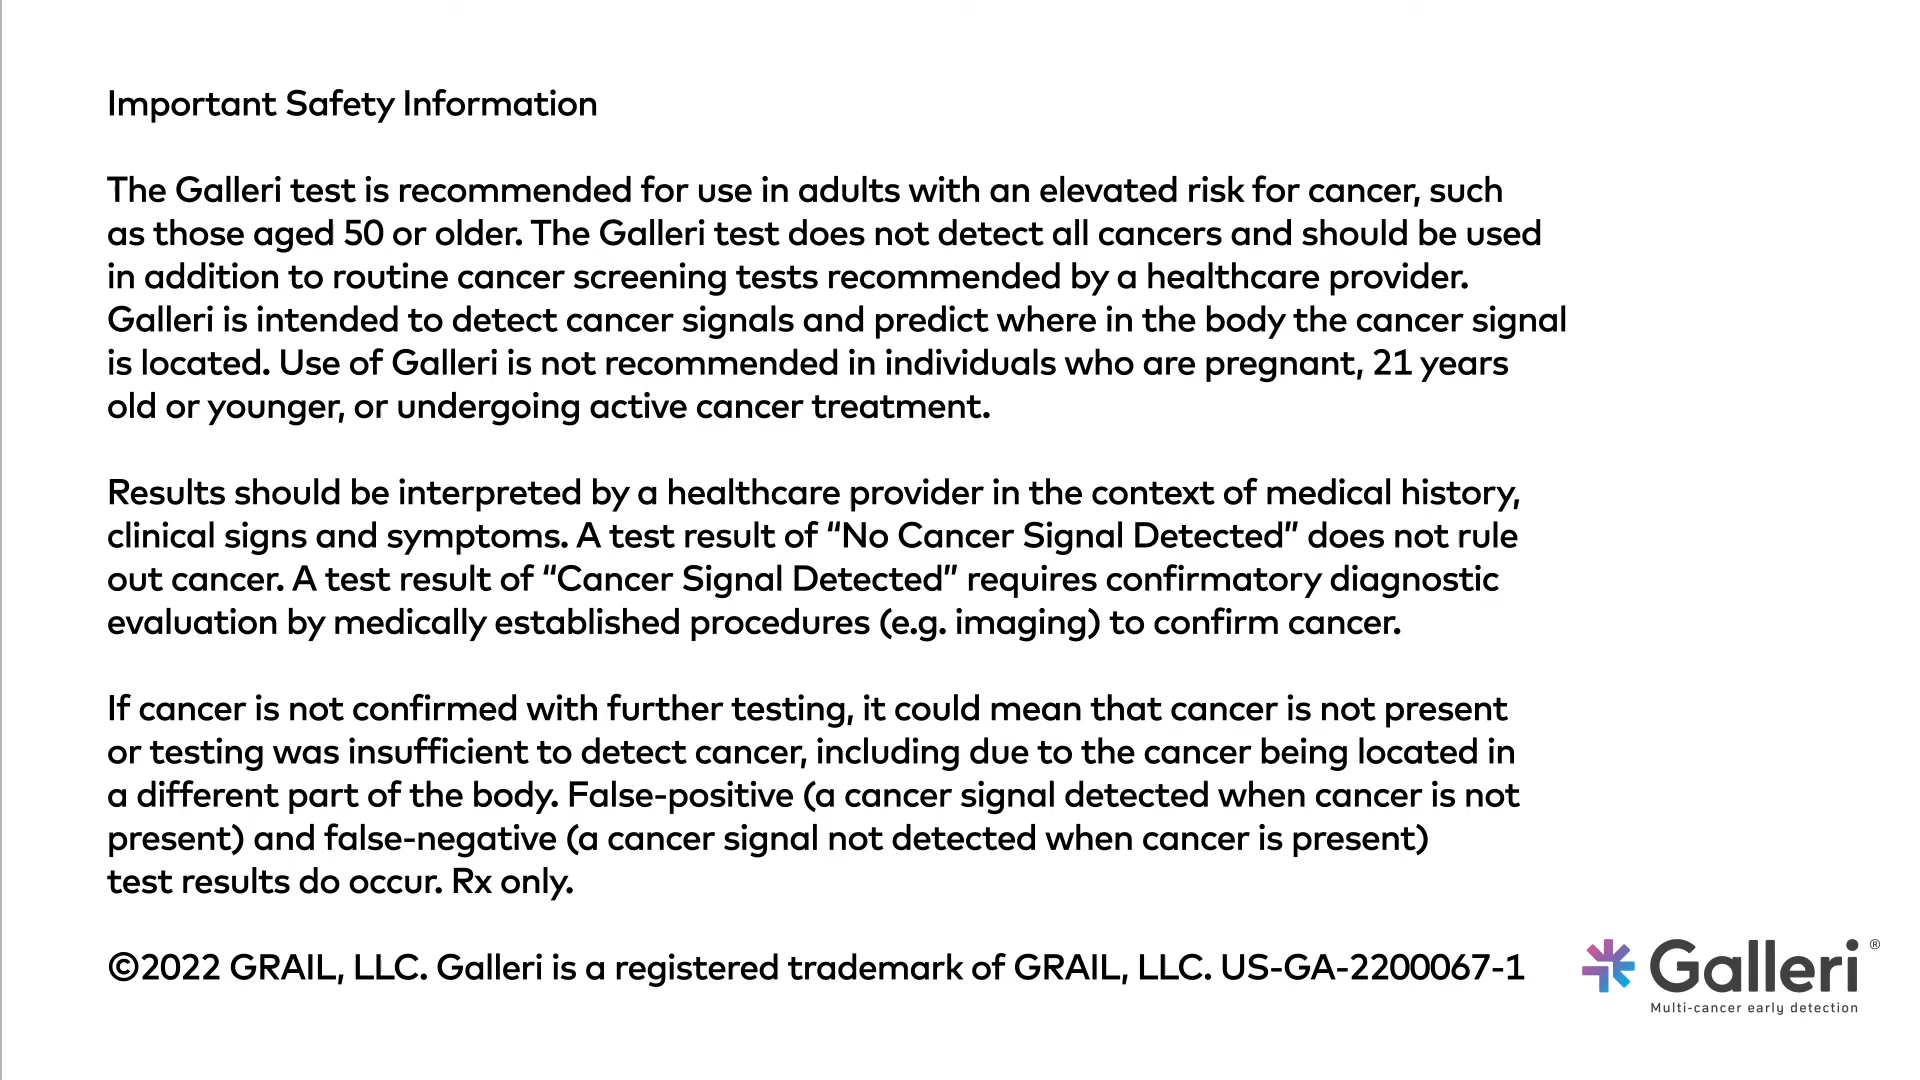 Important Safety Information
The Galleri test is recommended for use in adults with an elevated risk for cancer, such
as those aged 50 or older. The Galleri test does not detect all cancers and should be used
in addition to routine cancer screening tests recommended by a healthcare provider.
Galleri is intended to detect cancer signals and predict where in the body the cancer signal
is located. Use of Galleri is not recommended in individuals who are pregnant, 21 years
old or younger, or undergoing active cancer treatment.
Results should be interpreted by a healthcare provider in the context of medical history,
clinical signs and symptoms. A test result of “No Cancer Signal Detected” does not rule
out cancer. A test result of “Cancer Signal Detected” requires confirmatory diagnostic
evaluation by medically established procedures (e.g. imaging) to confirm cancer.
If cancer is not confirmed with further testing, it could mean that cancer is not present
or testing was insufficient to detect cancer, including due to the cancer being located in
a different part of the body. False-positive (a cancer signal detected when cancer is not
present) and false-negative (a cancer signal not detected when cancer is present)
test results do occur. Rx only.
©2022 GRAIL, LLC. Galleri is a registered trademark of GRAIL, LLC. US-GA-2200067-1
Galleri®
Multi-cancer early detection